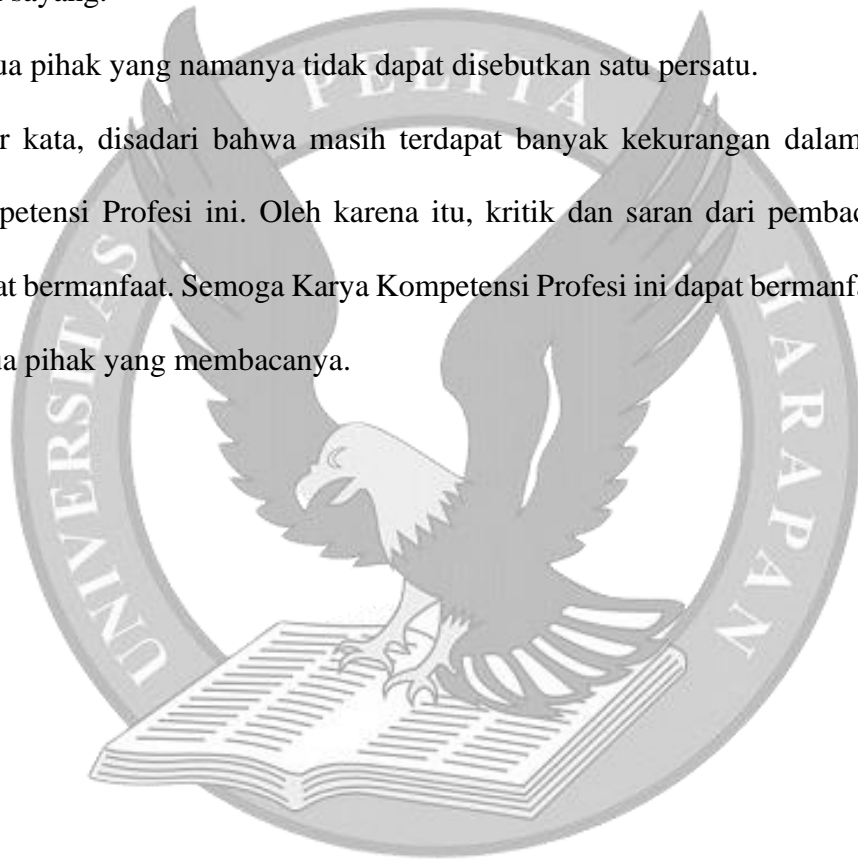 sayang.
pihak yang namanya tidak dapat disebutkan satu persatu.
kata, disadari bahwa masih terdapat banyak kekurangan dalam
petensi Profesi ini. Oleh karena itu, kritik dan saran dari pembac
at bermanfaat. Semoga Karya Kompetensi Profesi ini dapat bermanfa
ua pihak yang membacanya.
UNIVERSITAS PELITA HARAPAN